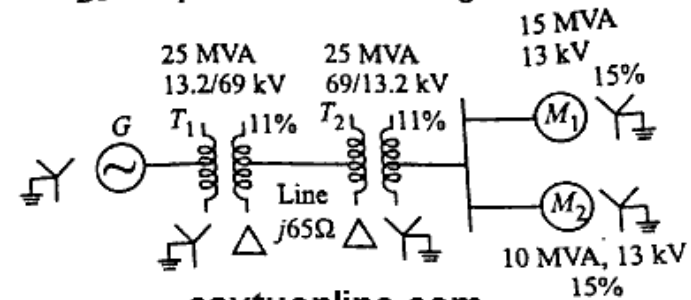 15 MVA
13 kV
15%
25 MVA
13.2/69 kV
25 MVA
69/13.2 kV
G
T1
11%
T2
11%
M1
Line
j65Ω
M2
10 MVA, 13 kV
15%